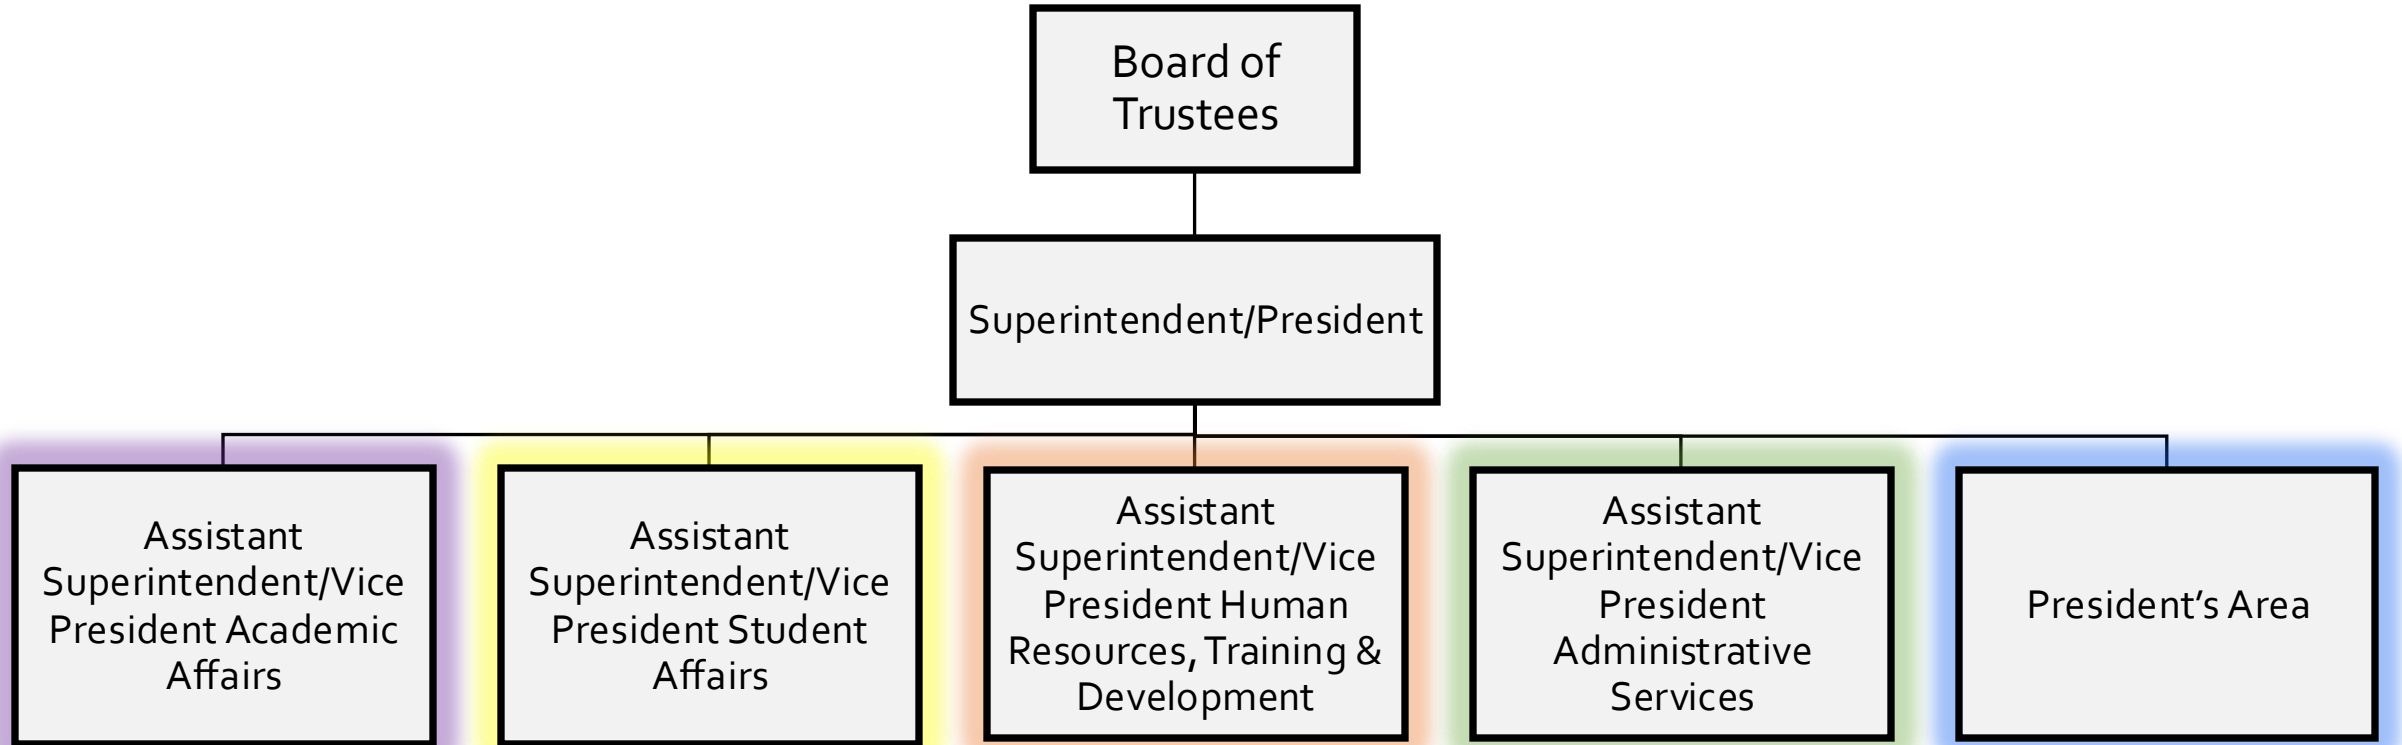 Board of
Trustees
Superintendent/President
Assistant
Superintendent/Vice
President Academic
Affairs
Assistant
Superintendent/Vice
President Student
Affairs
Assistant
Superintendent/Vice
President Human
Resources, Training &
Development
Assistant
Superintendent/Vice
President
Administrative
Services
President’s Area